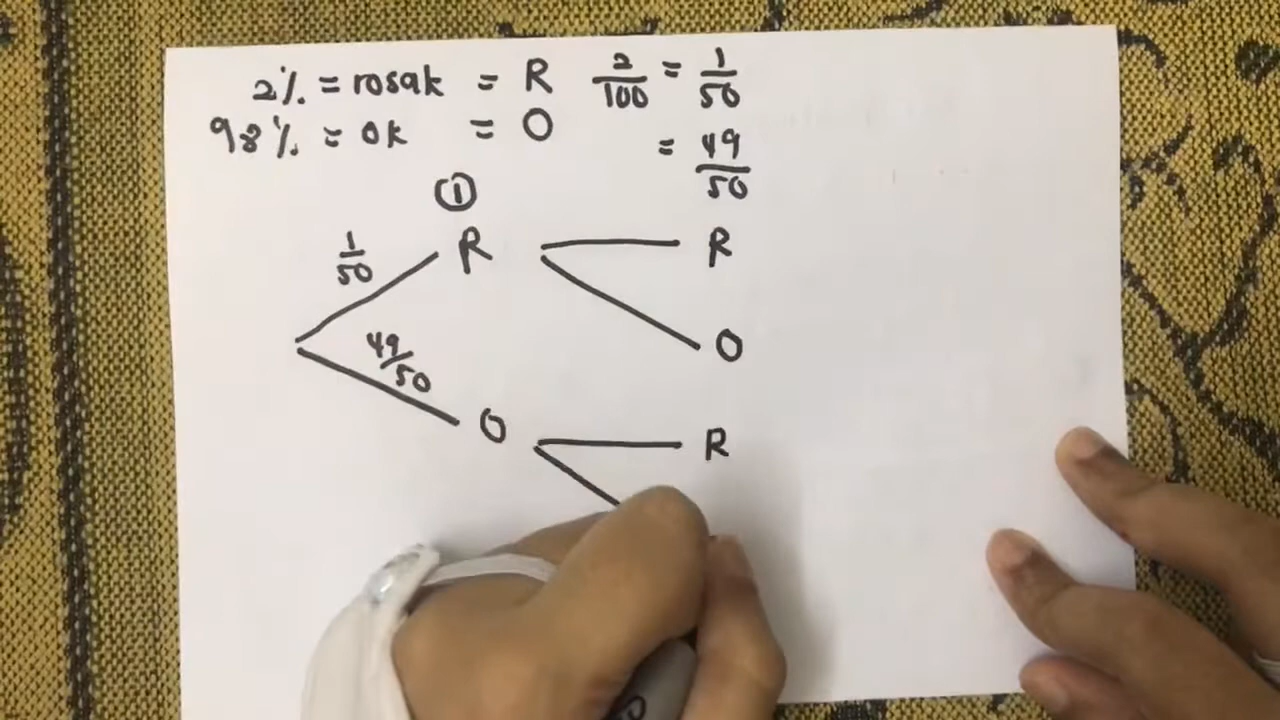 2% = rosak = R 2/100 = 1/50
98% = ok = O = 49/50
①
1/50 R R
49/50 O
O R